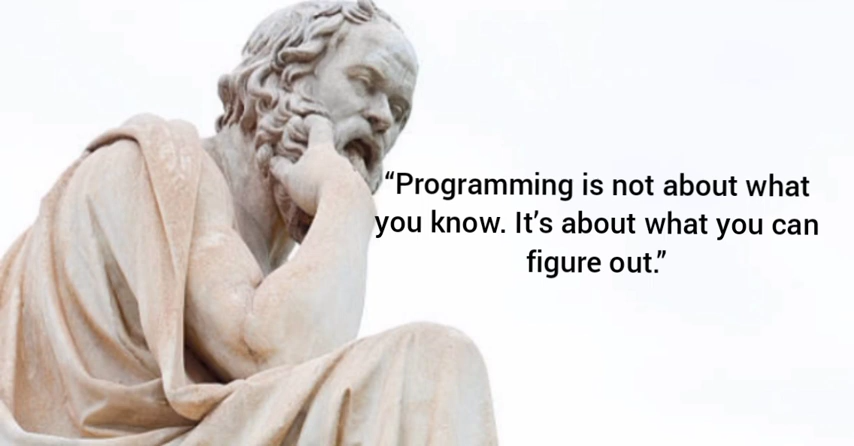 “Programming is not about what
you know. It’s about what you can
figure out.”